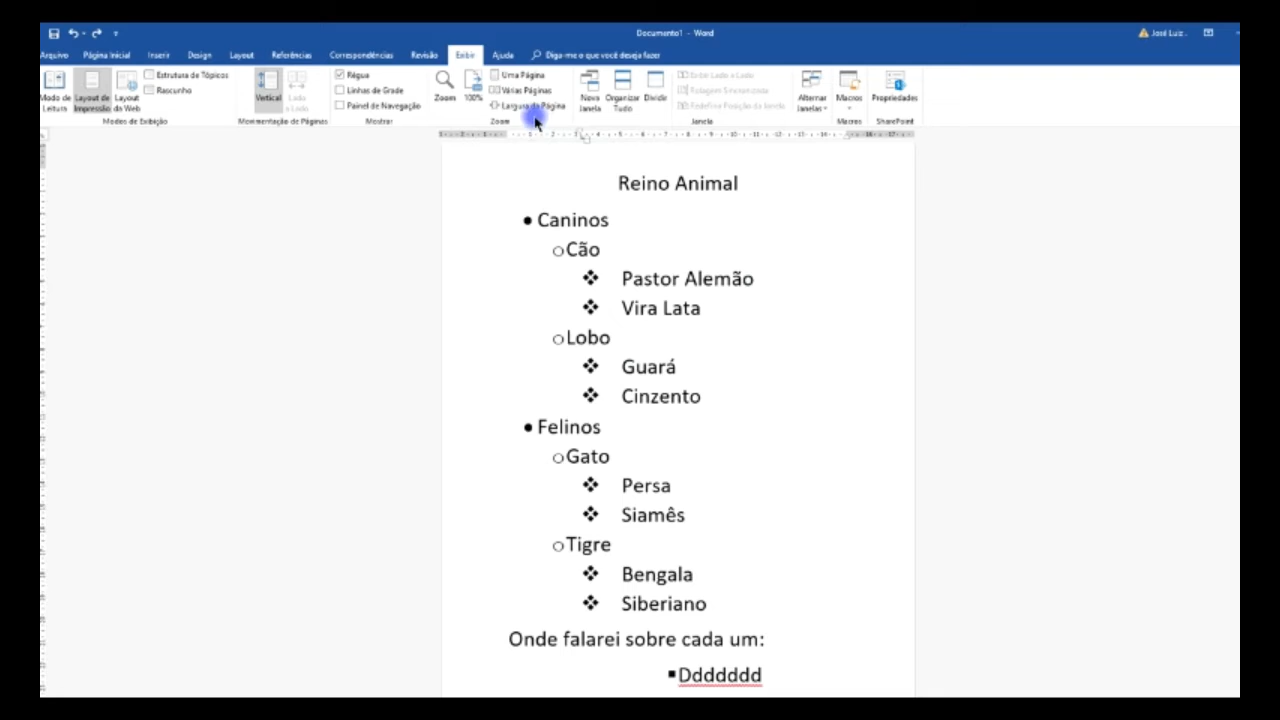 Documento1 - Word
José Luiz
Arquivo Página Inicial Inserir Design Layout Referências Correspondências Revisão Exibir Ajuda Diga-me o que você deseja fazer
Modo de Leitura
Layout de Impressão
Layout da Web
Estrutura de Tópicos
Rascunho
Modos de Exibição
Vertical
Lado a Lado
Movimentação de Páginas
Régua
Linhas de Grade
Painel de Navegação
Mostrar
Zoom
100%
Uma Página
Várias Páginas
Largura da Página
Zoom
Nova Janela
Organizar Tudo
Dividir
Exibir Lado a Lado
Rolagem Sincronizada
Redefinir Posição da Janela
Janela
Alternar Janelas
Macros
Macros
Propriedades
SharePoint
Reino Animal
• Caninos
○ Cão
❖ Pastor Alemão
❖ Vira Lata
○ Lobo
❖ Guará
❖ Cinzento
• Felinos
○ Gato
❖ Persa
❖ Siamês
○ Tigre
❖ Bengala
❖ Siberiano
Onde falarei sobre cada um:
▪ Ddddddd